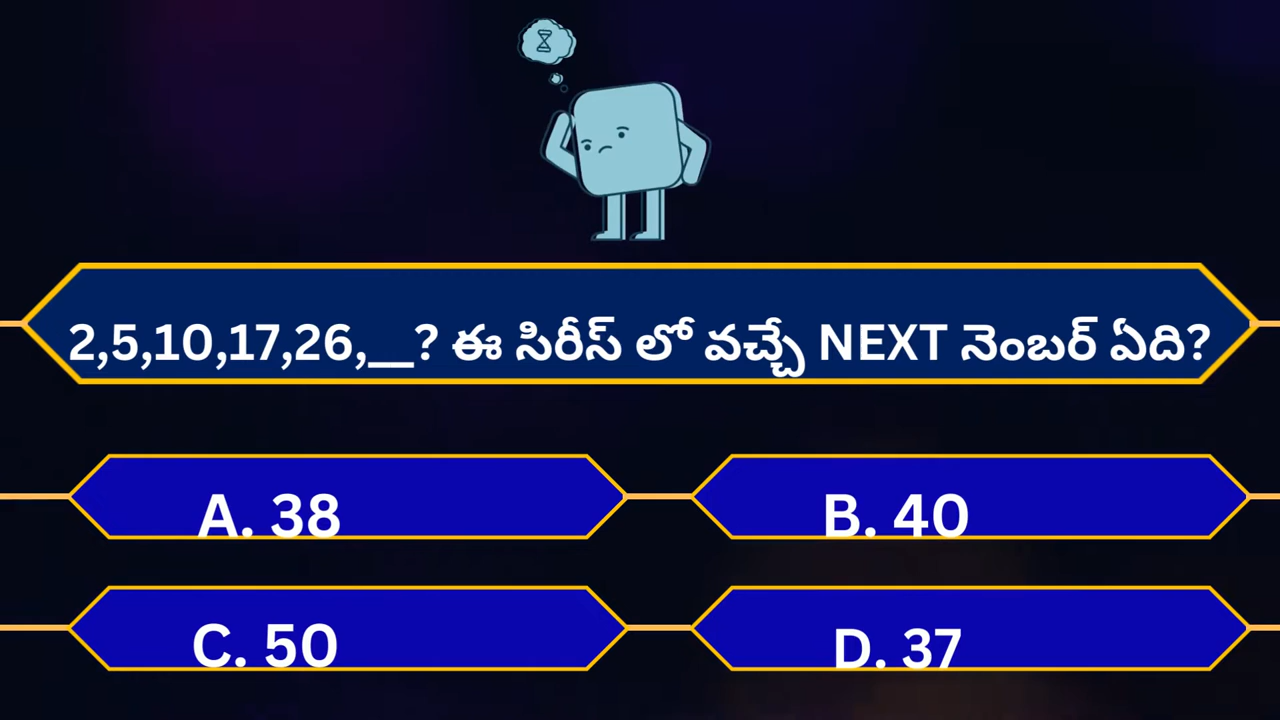 2,5,10,17,26,__? ఈ సిరీస్ లో వచ్చే NEXT నెంబర్ ఏది?
A. 38
B. 40
C. 50
D. 37